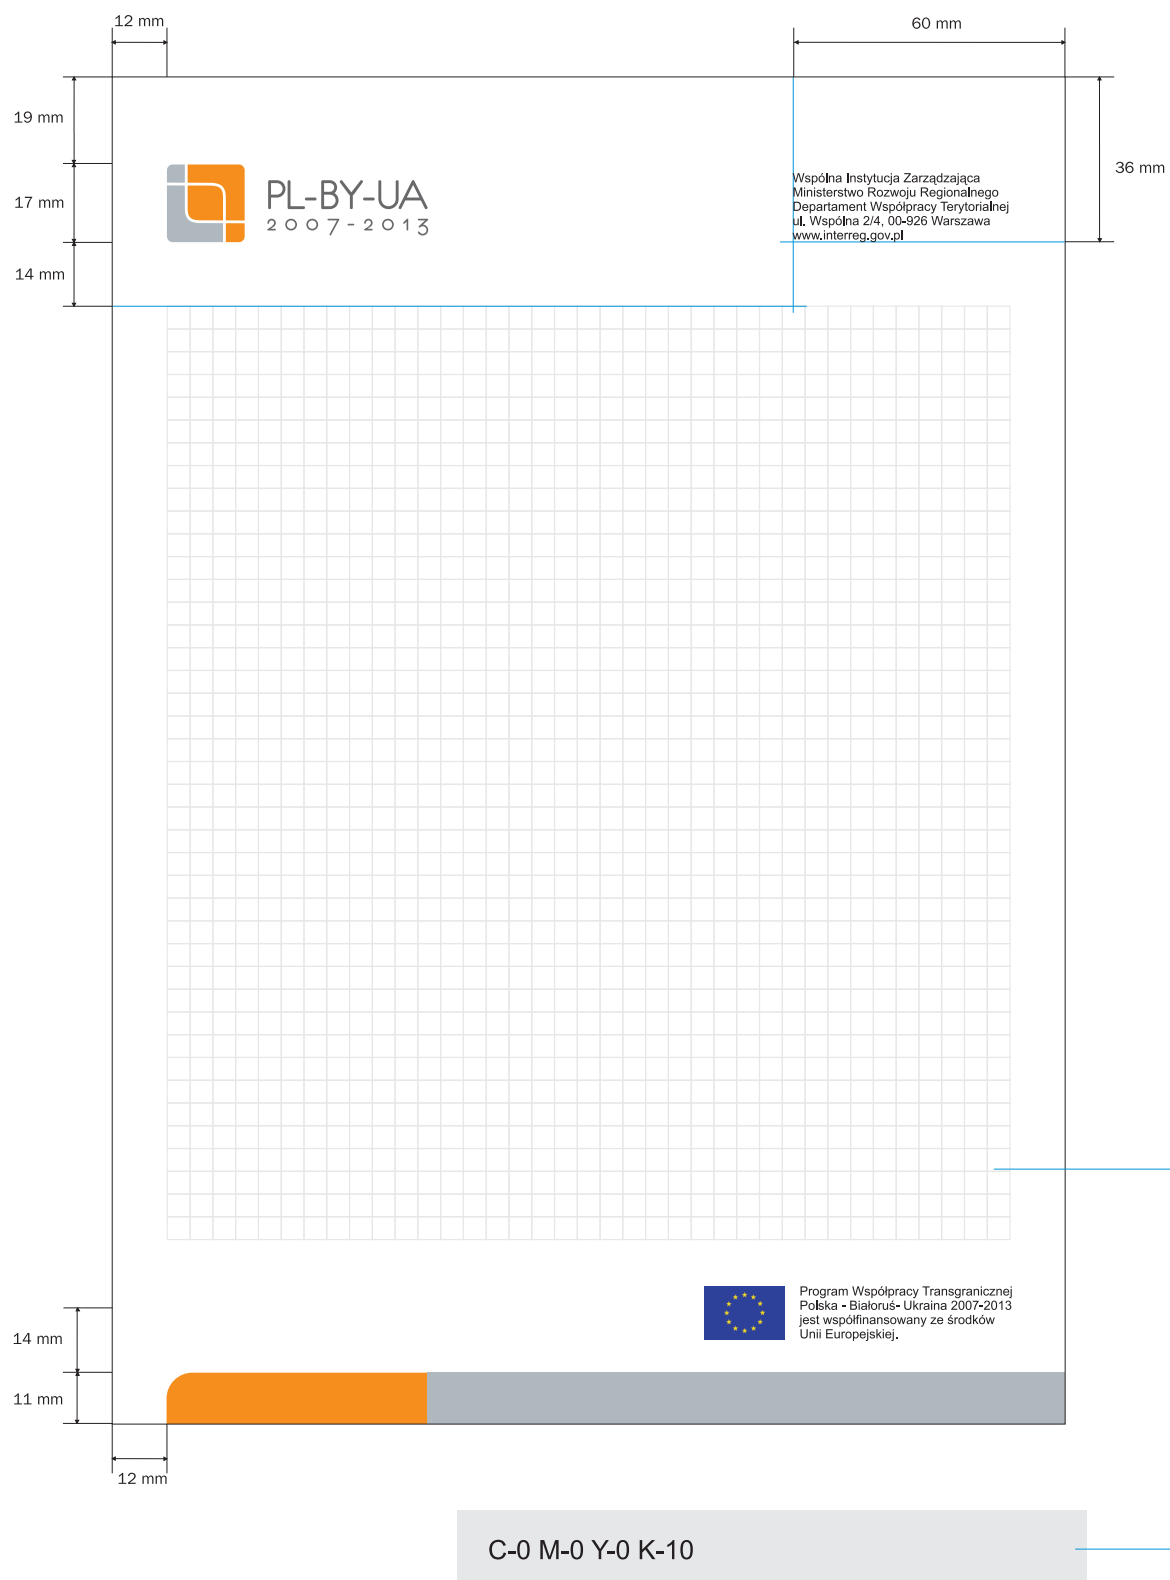 12 mm
60 mm
19 mm
36 mm
17 mm
14 mm
PL-BY-UA
2007-2013
Wspólna Instytucja Zarządzająca
Ministerstwo Rozwoju Regionalnego
Departament Współpracy Terytorialnej
ul. Wspólna 2/4, 00-926 Warszawa
www.interreg.gov.pl
Program Współpracy Transgranicznej
Polska - Białoruś- Ukraina 2007-2013
jest współfinansowany ze środków
Unii Europejskiej.
14 mm
11 mm
12 mm
C-0 M-0 Y-0 K-10